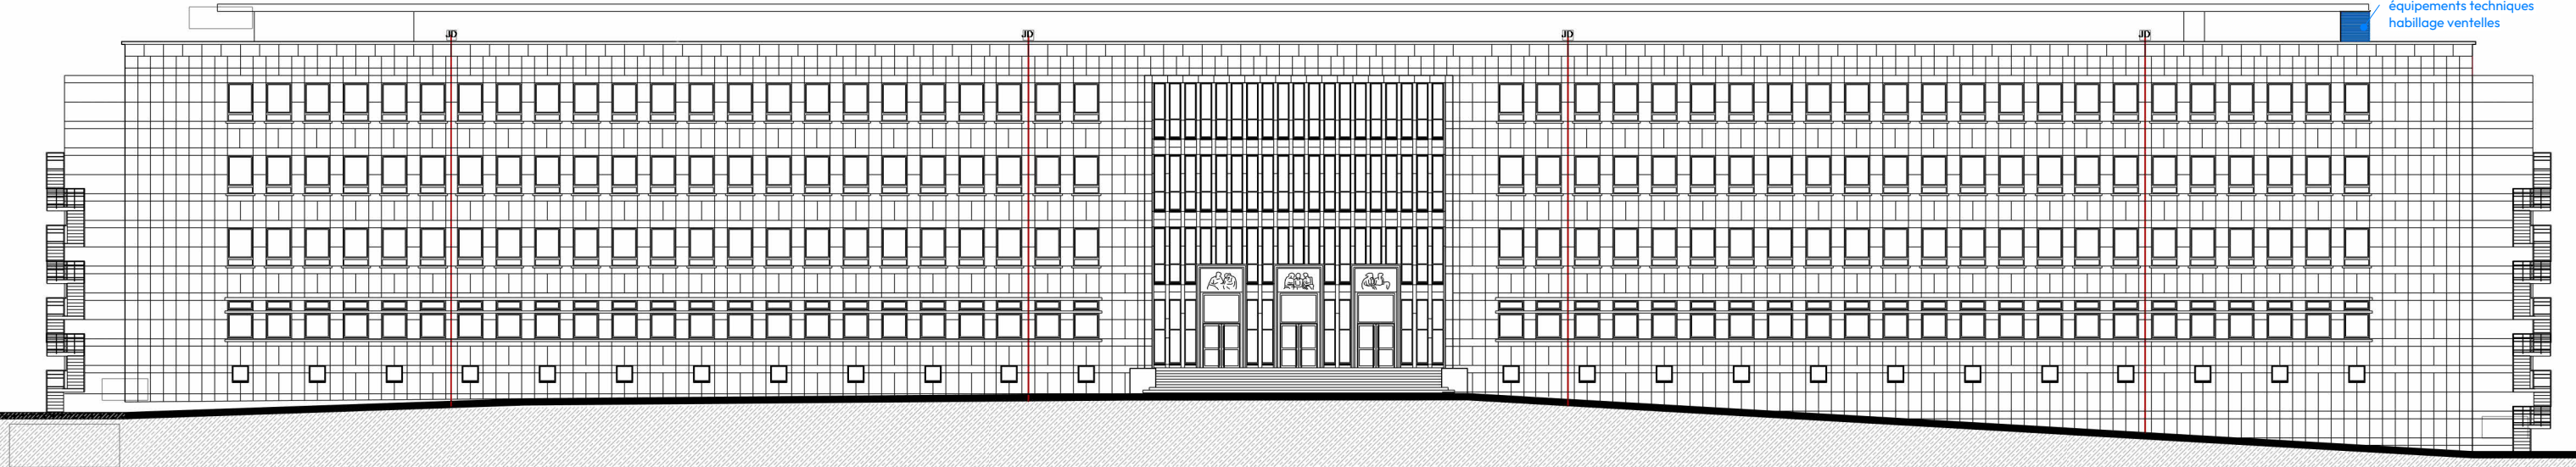 équipements techniques
habillage ventelles
JD
JD
JD
JD